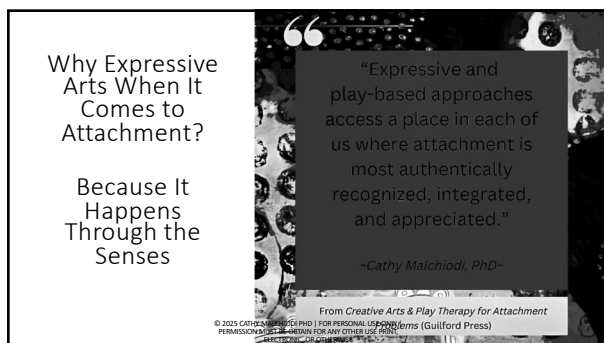 Why Expressive
Arts When It
Comes to
Attachment?
Because It
Happens
Through the
Senses
“
“Expressive and
play-based approaches
access a place in each of
us where attachment is
most authentically
recognized, integrated,
and appreciated.”
~Cathy Malchiodi, PhD~
From Creative Arts & Play Therapy for Attachment
Problems (Guilford Press)
© 2025 CATHY MALCHIODI PHD | FOR PERSONAL USE ONLY |
PERMISSION MUST BE OBTAIN FOR ANY OTHER USE PRINT,
ELECTRONIC, OR OTHERWISE